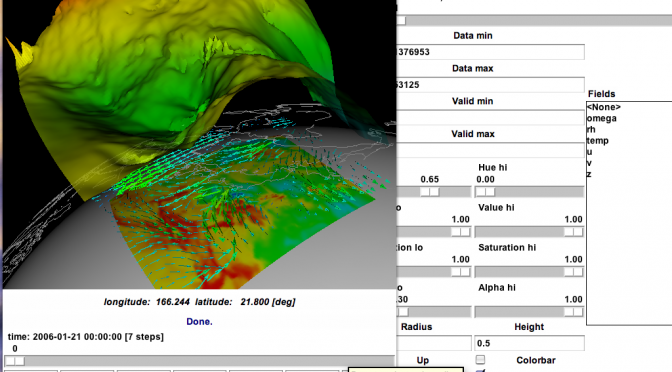 Data min
376953
Data max
53125
Valid min
Valid max
Fields
<None>
omega
rh
temp
u
v
z
Hue hi
0.65 0.00
o Value hi
1.00 1.00
tion lo Saturation hi
1.00 1.00
o Alpha hi
.30 1.00
Radius Height
0.5
Up Colorbar
longitude: 166.244 latitude: 21.800 [deg]
Done.
time: 2006-01-21 00:00:00 [7 steps]
0